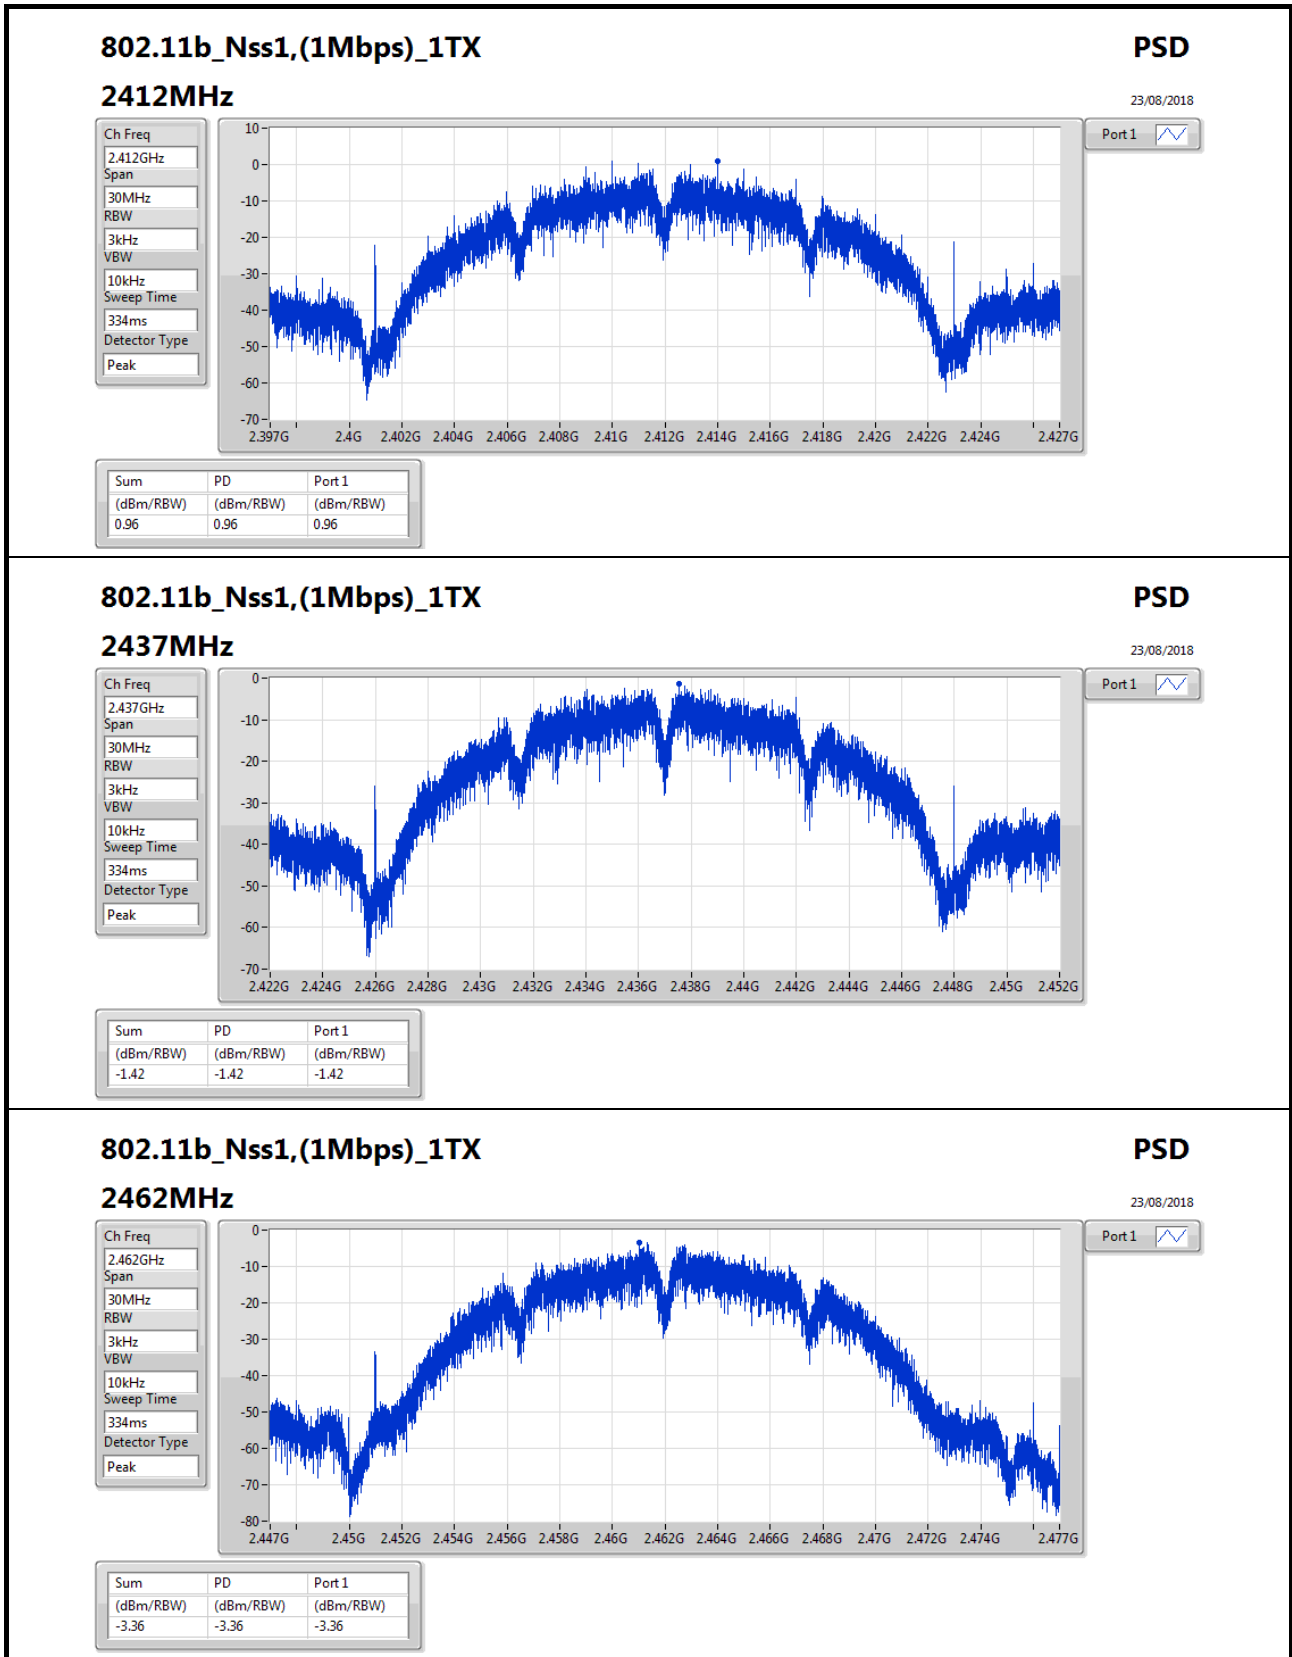 802.11b_Nss1,(1Mbps)_1TX PSD
2412MHz 23/08/2018
Ch Freq
2.412GHz
Span
30MHz
RBW
3kHz
VBW
10kHz
Sweep Time
334ms
Detector Type
Peak
10
0
-10
-20
-30
-40
-50
-60
-70
2.397G 2.4G 2.402G 2.404G 2.406G 2.408G 2.41G 2.412G 2.414G 2.416G 2.418G 2.42G 2.422G 2.424G 2.427G
Port 1
Sum PD Port 1
(dBm/RBW) (dBm/RBW) (dBm/RBW)
0.96 0.96 0.96
802.11b_Nss1,(1Mbps)_1TX PSD
2437MHz 23/08/2018
Ch Freq
2.437GHz
Span
30MHz
RBW
3kHz
VBW
10kHz
Sweep Time
334ms
Detector Type
Peak
0
-10
-20
-30
-40
-50
-60
-70
2.422G 2.424G 2.426G 2.428G 2.43G 2.432G 2.434G 2.436G 2.438G 2.44G 2.442G 2.444G 2.446G 2.448G 2.45G 2.452G
Port 1
Sum PD Port 1
(dBm/RBW) (dBm/RBW) (dBm/RBW)
-1.42 -1.42 -1.42
802.11b_Nss1,(1Mbps)_1TX PSD
2462MHz 23/08/2018
Ch Freq
2.462GHz
Span
30MHz
RBW
3kHz
VBW
10kHz
Sweep Time
334ms
Detector Type
Peak
0
-10
-20
-30
-40
-50
-60
-70
-80
2.447G 2.45G 2.452G 2.454G 2.456G 2.458G 2.46G 2.462G 2.464G 2.466G 2.468G 2.47G 2.472G 2.474G 2.477G
Port 1
Sum PD Port 1
(dBm/RBW) (dBm/RBW) (dBm/RBW)
-3.36 -3.36 -3.36